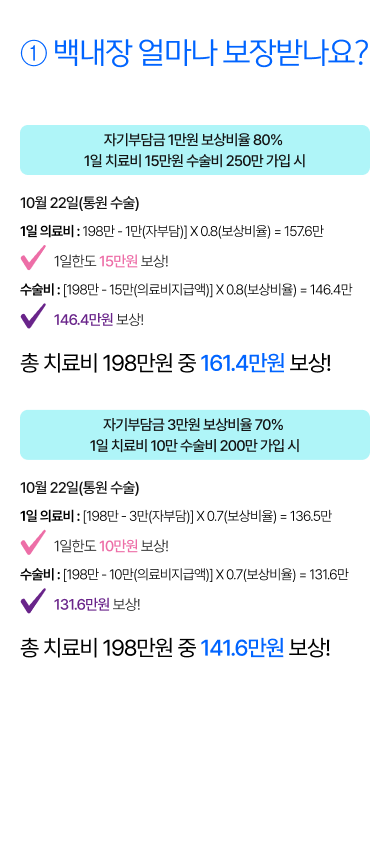 ① 백내장 얼마나 보장받나요?
자기부담금 1만원 보상비율 80%
1일 치료비 15만원 수술비 250만 가입 시
10월 22일(통원 수술)
1일 의료비 : 198만 - 1만(자부담)] X 0.8(보상비율) = 157.6만
1일한도 15만원 보상!
수술비 : [198만 - 15만(의료비지급액)] X 0.8(보상비율) = 146.4만
146.4만원 보상!
총 치료비 198만원 중 161.4만원 보상!
자기부담금 3만원 보상비율 70%
1일 치료비 10만 수술비 200만 가입 시
10월 22일(통원 수술)
1일 의료비 : [198만 - 3만(자부담)] X 0.7(보상비율) = 136.5만
1일한도 10만원 보상!
수술비 : [198만 - 10만(의료비지급액)] X 0.7(보상비율) = 131.6만
131.6만원 보상!
총 치료비 198만원 중 141.6만원 보상!